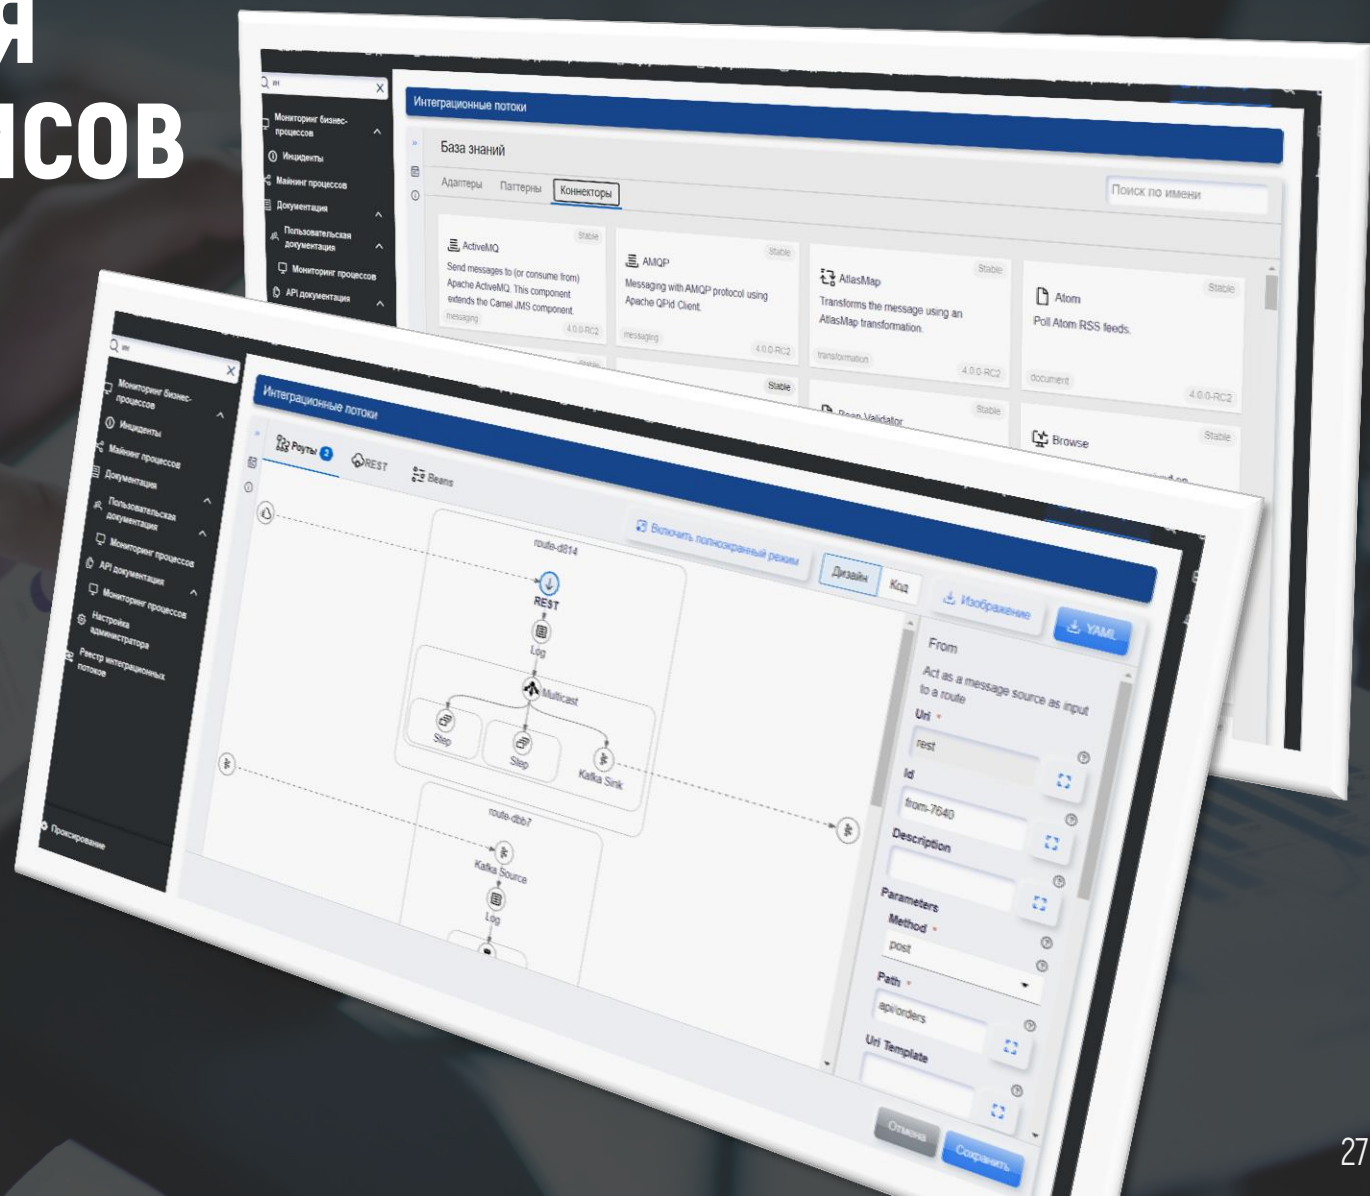 Я
ИСОВ
ин
Мониторинг бизнес-
процессов
Инциденты
Майнинг процессов
Документация
Пользовательская
документация
Мониторинг процессов
API документация
Интеграционные потоки
База знаний
Поиск по имени
Адаптеры Паттерны Коннекторы
Stable
ActiveMQ
Send messages to (or consume from)
Apache ActiveMQ. This component
extends the Camel JMS component.
messaging
4.0.0-RC2
Stable
AMQP
Messaging with AMQP protocol using
Apache QPid Client.
messaging
4.0.0-RC2
Stable
AtlasMap
Transforms the message using an
AtlasMap transformation.
transformation
4.0.0-RC2
Stable
Atom
Poll Atom RSS feeds.
document
4.0.0-RC2
Stable
Stable
Stable
Bean Validator
Stable
Browse
ин
Мониторинг бизнес-
процессов
Инциденты
Майнинг процессов
Документация
Пользовательская
документация
Мониторинг процессов
API документация
Мониторинг процессов
Настройка
администратора
Реестр интеграционных
потоков
Проксирование
Интеграционные потоки
Роуты REST Beans
Включить полноэкранный режим
Дизайн Код
Изображение
YAML
route-d814
REST
Log
Multicast
Step
Step
Kafka Sink
route-dbb7
Kafka Source
Log
From
Act as a message source as input
to a route
Uri *
rest
Id
from-7640
Description
Parameters
Method *
post
Path *
api/orders
Uri Template
Отмена
Сохранить
27